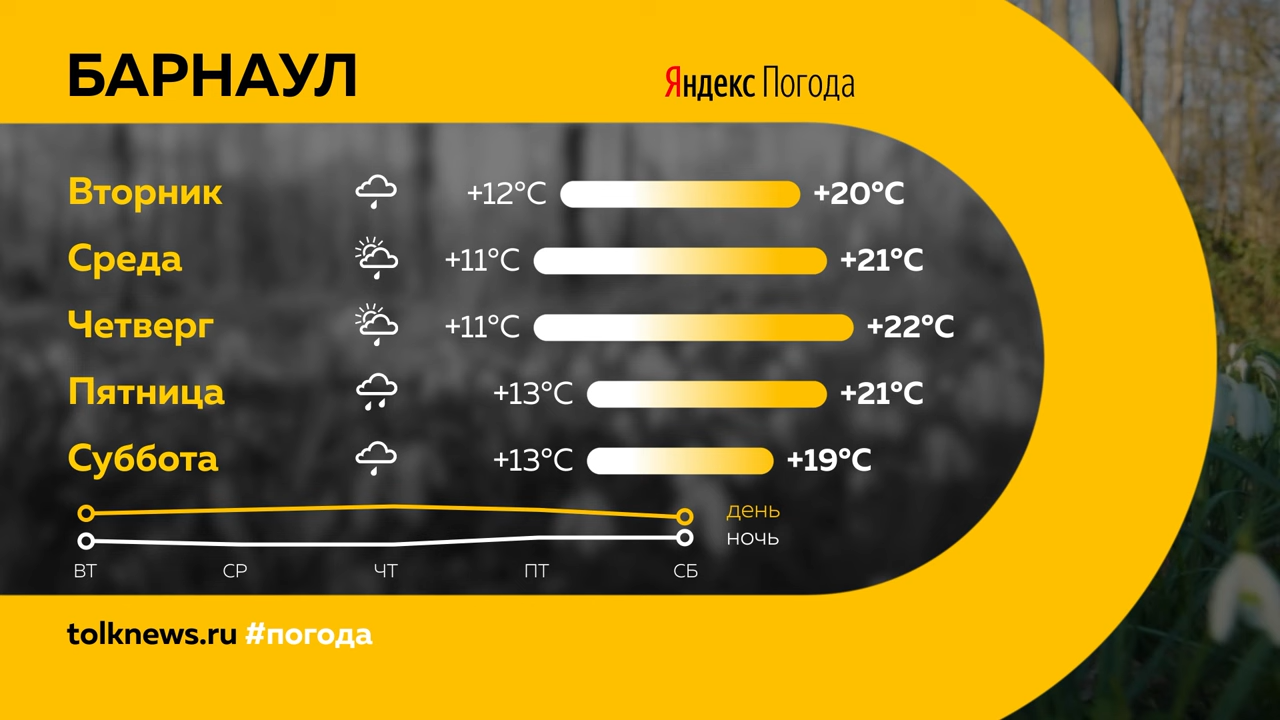 БАРНАУЛ
Яндекс Погода
Вторник +12°C +20°C
Среда +11°C +21°C
Четверг +11°C +22°C
Пятница +13°C +21°C
Суббота +13°C +19°C
день
ночь
ВТ СР ЧТ ПТ СБ
tolknews.ru #погода